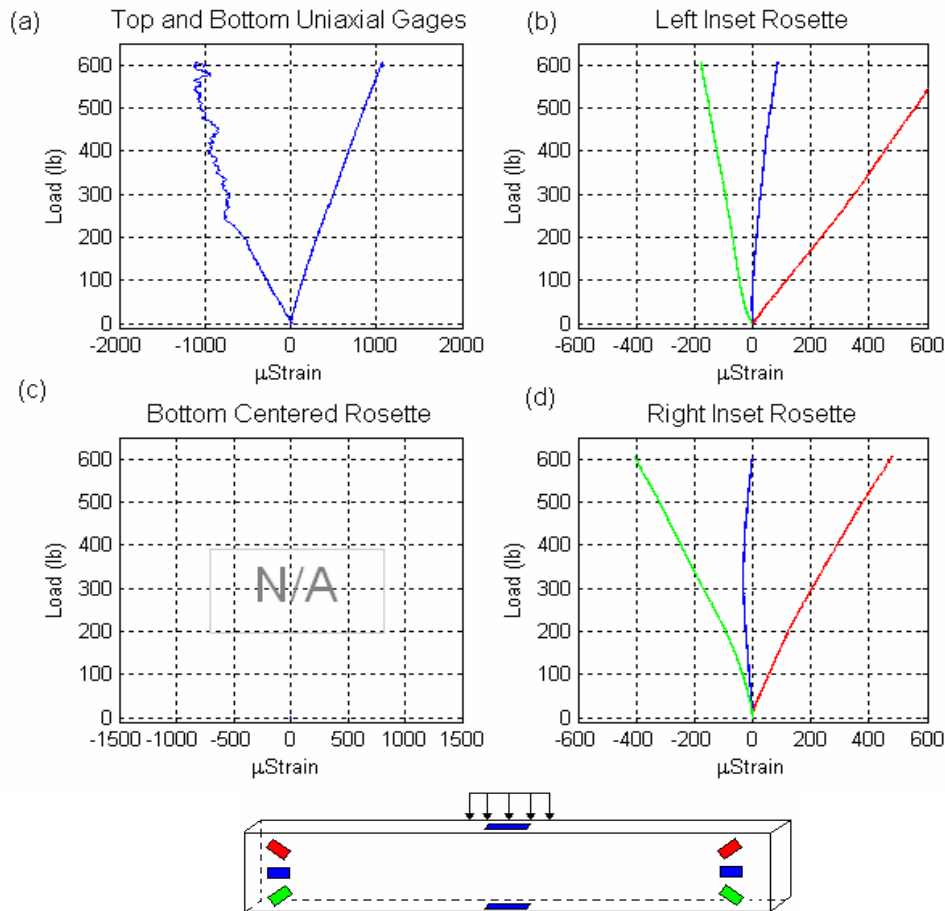 (a) Top and Bottom Uniaxial Gages
600
500
400
300
200
100
0
Load (lb)
-2000 -1000 0 1000 2000
μStrain
(b) Left Inset Rosette
600
500
400
300
200
100
0
Load (lb)
-600 -400 -200 0 200 400 600
μStrain
(c)
Bottom Centered Rosette
600
500
400
300
200
100
0
Load (lb)
N/A
-1500 -1000 -500 0 500 1000 1500
μStrain
(d)
Right Inset Rosette
600
500
400
300
200
100
0
Load (lb)
-600 -400 -200 0 200 400 600
μStrain